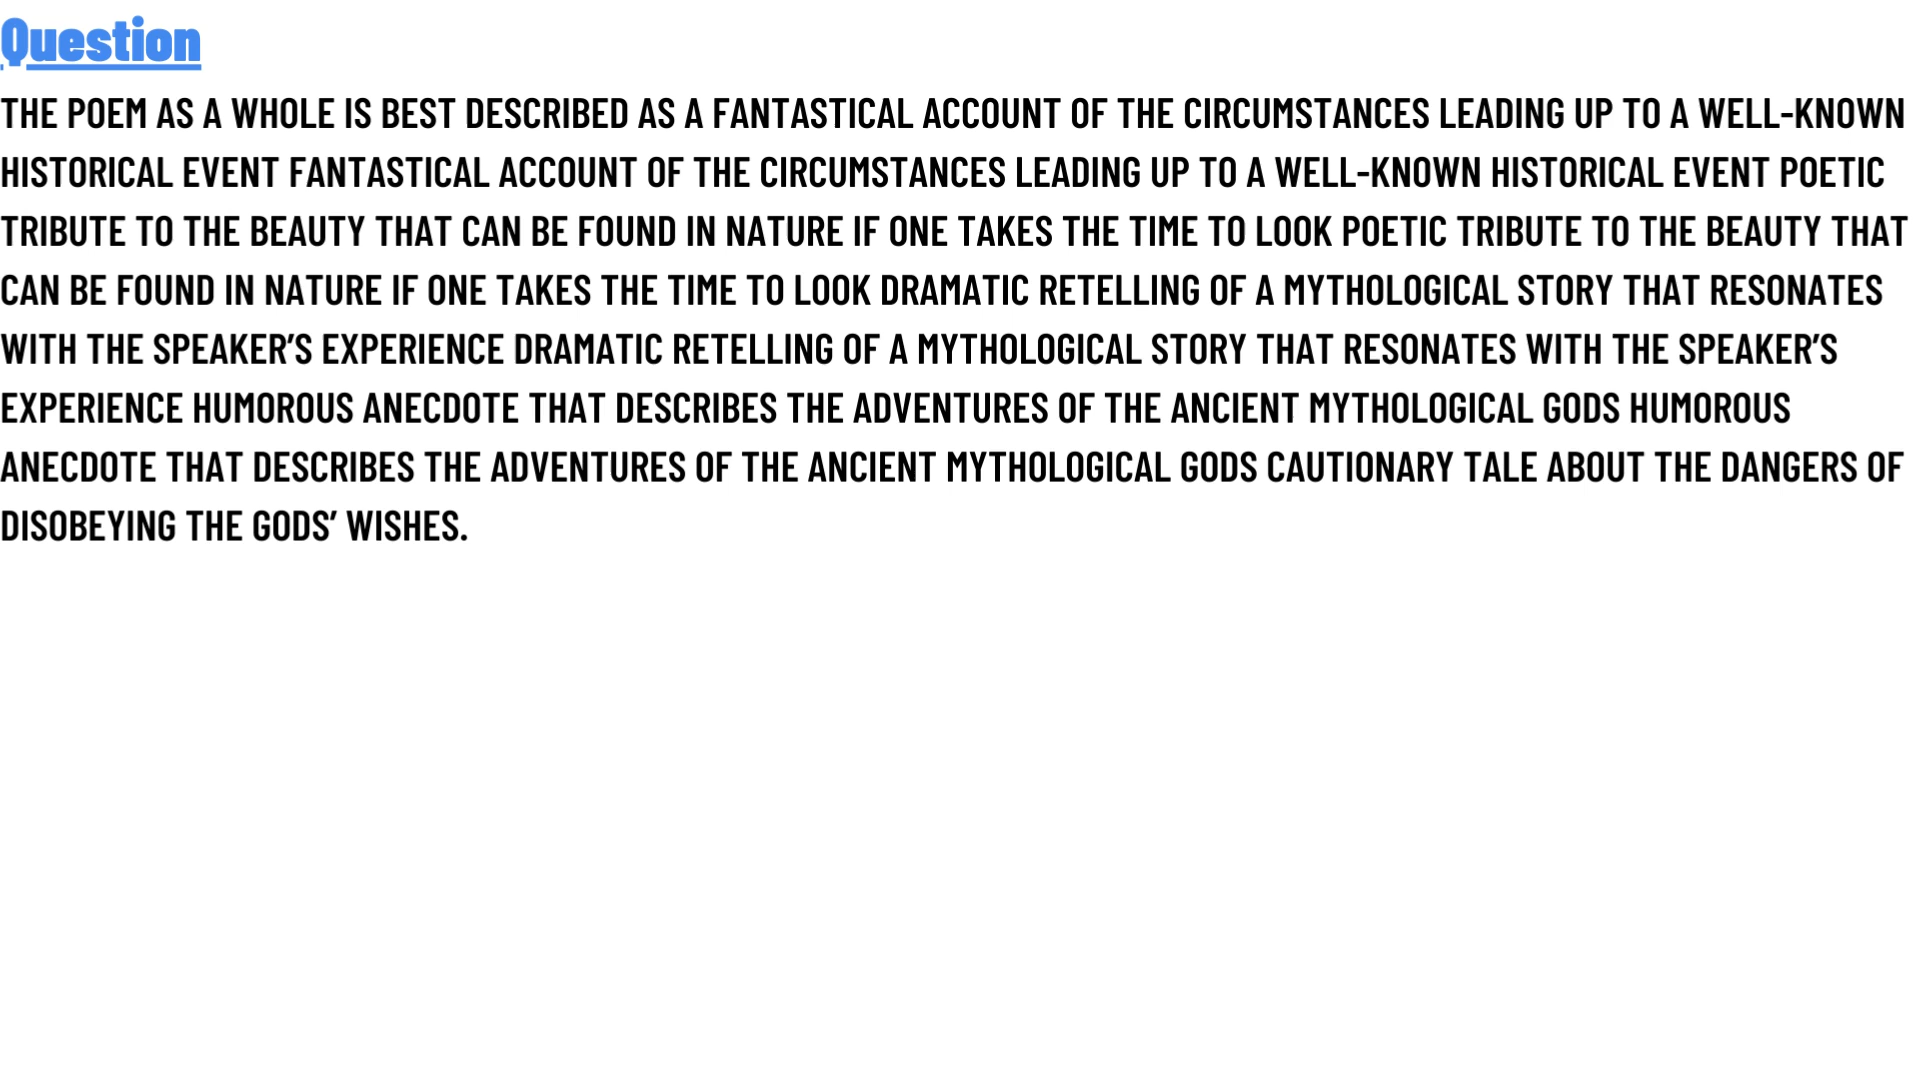 Question
THE POEM AS A WHOLE IS BEST DESCRIBED AS A FANTASTICAL ACCOUNT OF THE CIRCUMSTANCES LEADING UP TO A WELL-KNOWN
HISTORICAL EVENT FANTASTICAL ACCOUNT OF THE CIRCUMSTANCES LEADING UP TO A WELL-KNOWN HISTORICAL EVENT POETIC
TRIBUTE TO THE BEAUTY THAT CAN BE FOUND IN NATURE IF ONE TAKES THE TIME TO LOOK POETIC TRIBUTE TO THE BEAUTY THAT
CAN BE FOUND IN NATURE IF ONE TAKES THE TIME TO LOOK DRAMATIC RETELLING OF A MYTHOLOGICAL STORY THAT RESONATES
WITH THE SPEAKER’S EXPERIENCE DRAMATIC RETELLING OF A MYTHOLOGICAL STORY THAT RESONATES WITH THE SPEAKER’S
EXPERIENCE HUMOROUS ANECDOTE THAT DESCRIBES THE ADVENTURES OF THE ANCIENT MYTHOLOGICAL GODS HUMOROUS
ANECDOTE THAT DESCRIBES THE ADVENTURES OF THE ANCIENT MYTHOLOGICAL GODS CAUTIONARY TALE ABOUT THE DANGERS OF
DISOBEYING THE GODS’ WISHES.